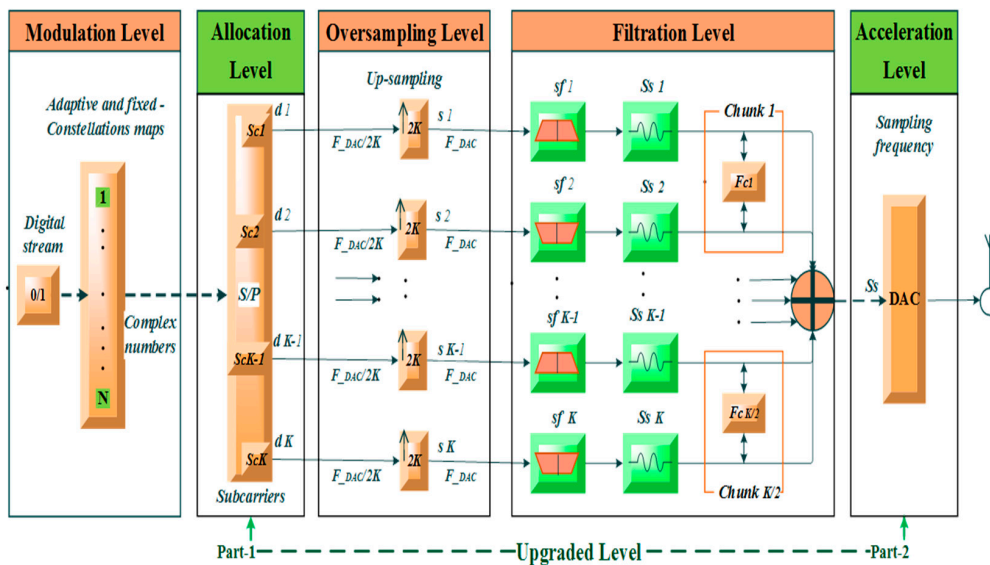 Modulation Level
Adaptive and fixed -
Constellations maps
Digital
stream
0/1
1
N
Complex
numbers
Allocation
Level
d 1
Sc1
d 2
Sc2
S/P
d K-1
ScK-1
d K
ScK
Subcarriers
Oversampling Level
Up-sampling
F_DAC/2K
2K
s 1
F_DAC
F_DAC/2K
2K
s 2
F_DAC
F_DAC/2K
2K
s K-1
F_DAC
F_DAC/2K
2K
s K
F_DAC
Filtration Level
sf 1
Ss 1
Chunk 1
Fc1
sf 2
Ss 2
sf K-1
Ss K-1
Fc K/2
sf K
Ss K
Chunk K/2
Acceleration
Level
Sampling
frequency
Ss
DAC
Part-1
Upgraded Level
Part-2